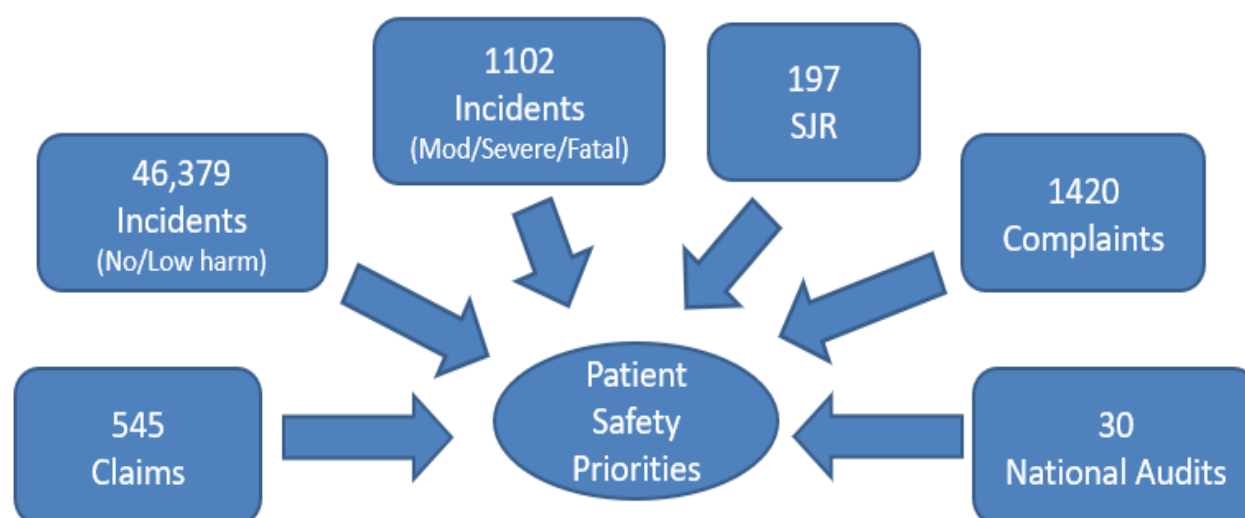 1102
Incidents
(Mod/Severe/Fatal)
197
SJR
46,379
Incidents
(No/Low harm)
1420
Complaints
545
Claims
Patient
Safety
Priorities
30
National Audits